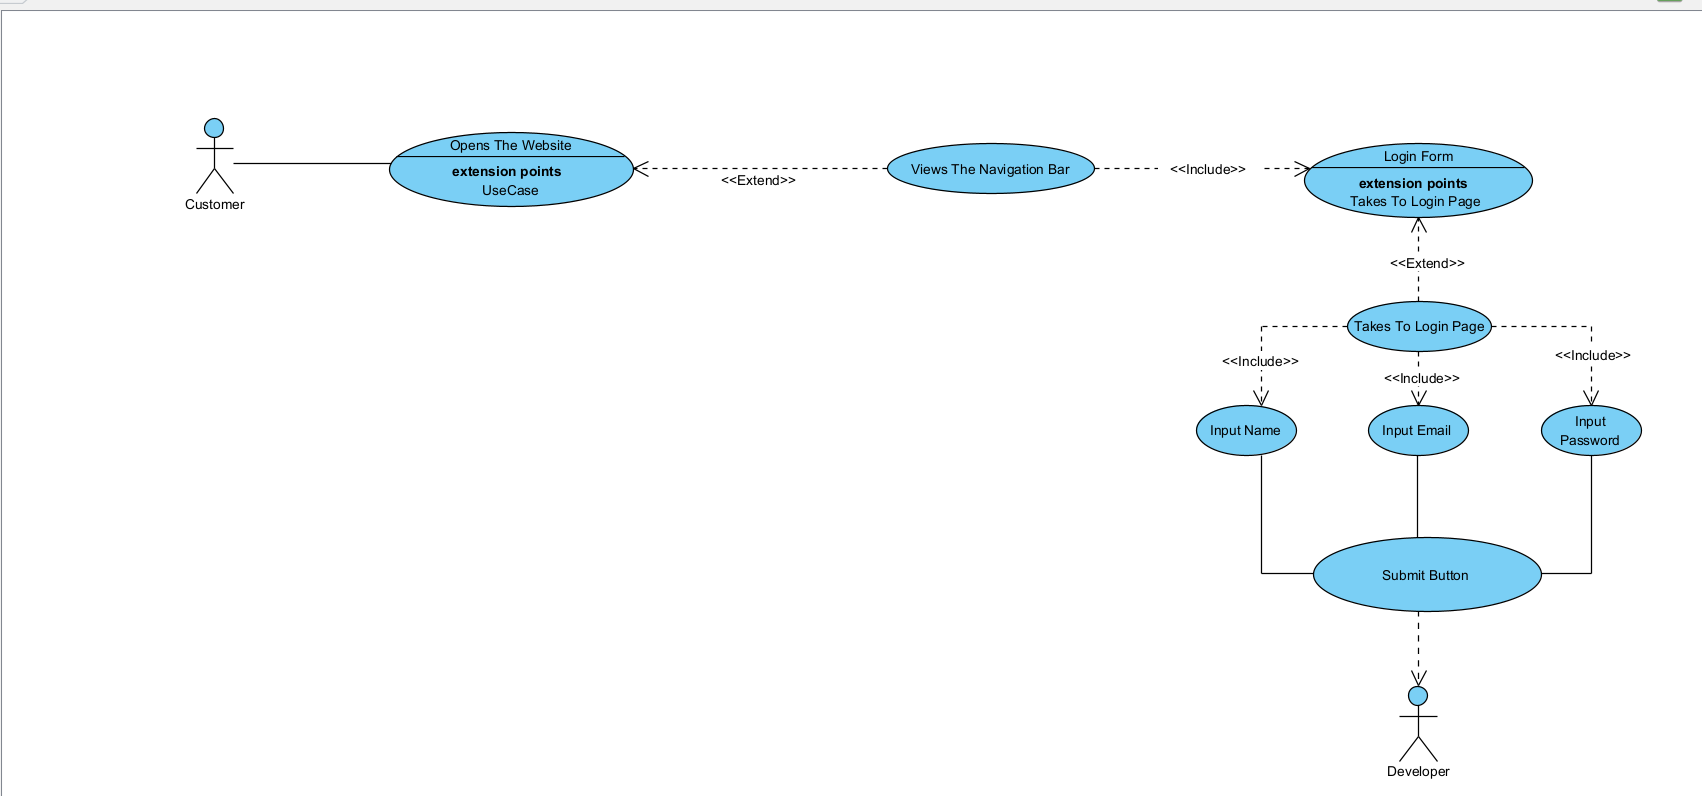 Customer
Opens The Website
extension points
UseCase
<<Extend>>
Views The Navigation Bar
<<Include>>
Login Form
extension points
Takes To Login Page
<<Extend>>
Takes To Login Page
<<Include>>
<<Include>>
<<Include>>
Input Name
Input Email
Input
Password
Submit Button
Developer